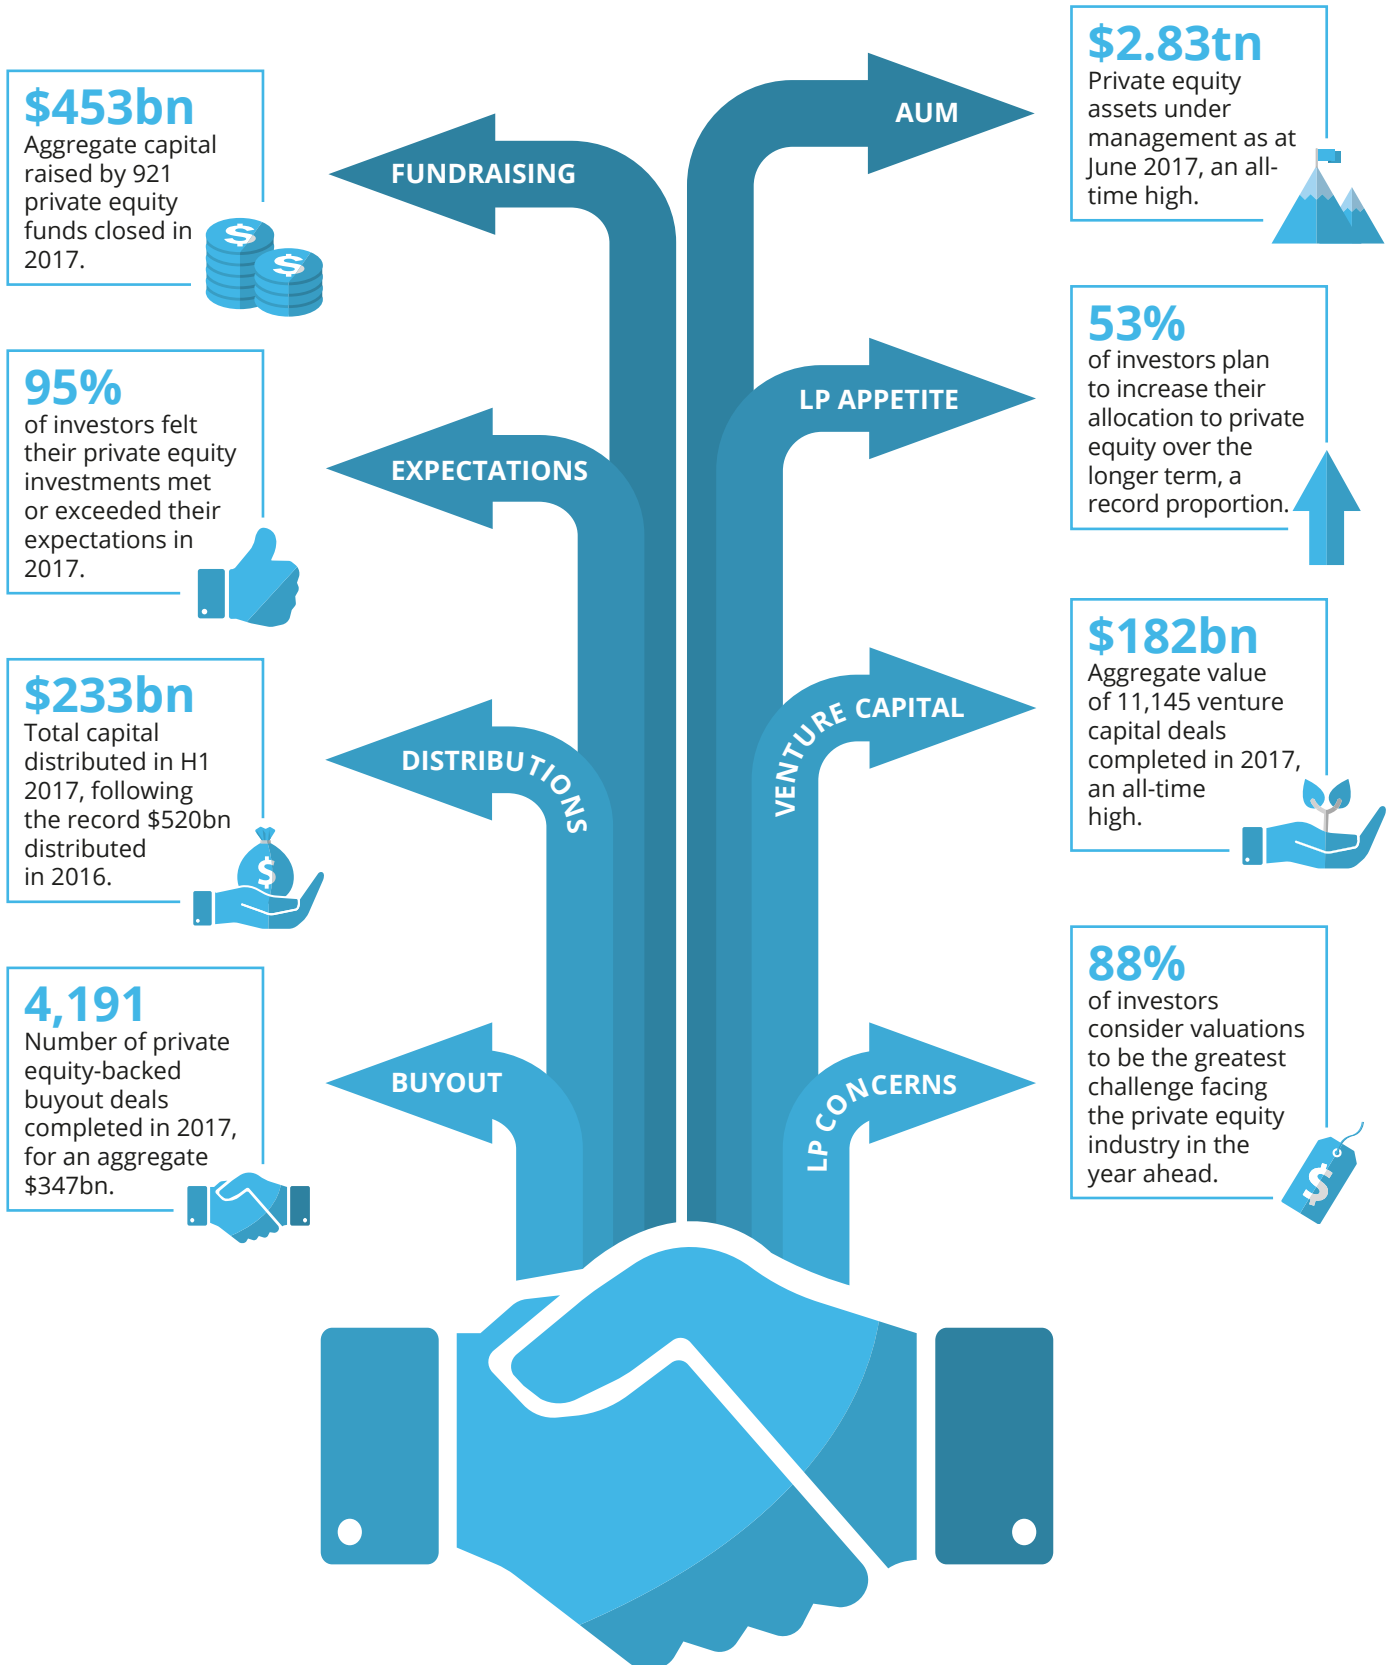 $453bn
Aggregate capital
raised by 921
private equity
funds closed in
2017.
FUNDRAISING
95%
of investors felt
their private equity
investments met
or exceeded their
expectations in
2017.
EXPECTATIONS
$233bn
Total capital
distributed in H1
2017, following
the record $520bn
distributed
in 2016.
DISTRIBUTIONS
4,191
Number of private
equity-backed
buyout deals
completed in 2017,
for an aggregate
$347bn.
BUYOUT
AUM
$2.83tn
Private equity
assets under
management as at
June 2017, an all-
time high.
LP APPETITE
53%
of investors plan
to increase their
allocation to private
equity over the
longer term, a
record proportion.
VENTURE CAPITAL
$182bn
Aggregate value
of 11,145 venture
capital deals
completed in 2017,
an all-time
high.
LP CONCERNS
88%
of investors
consider valuations
to be the greatest
challenge facing
the private equity
industry in the
year ahead.
$
$
$
$